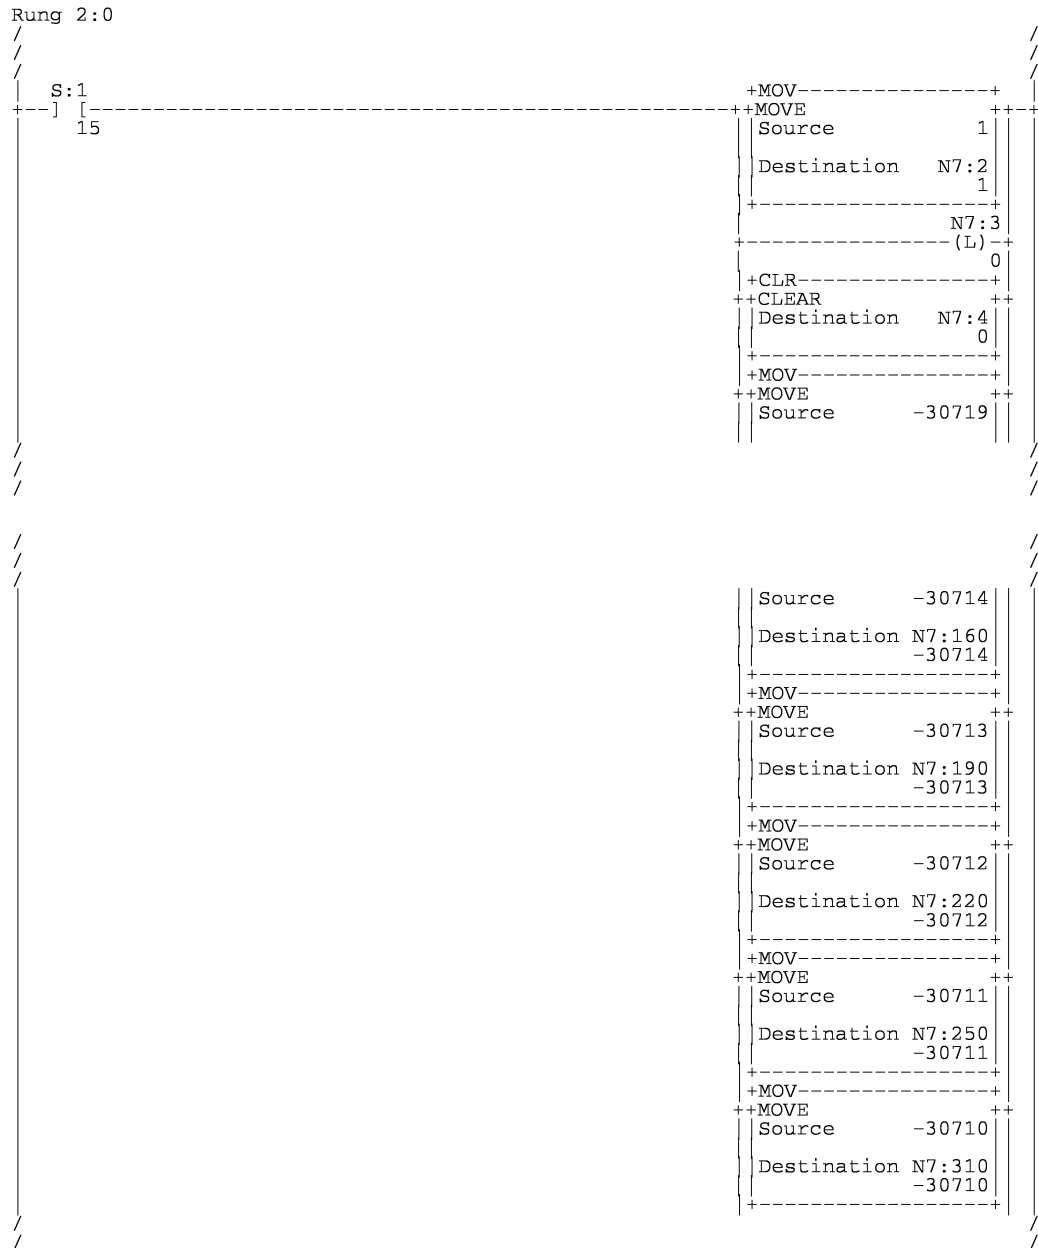 Rung 2:0
/
/ /
/ /
| S:1 +MOV---------------+ |
+--] [--------------------------------------------------++MOVE ++-+
15 ||Source 1||
||Destination N7:2||
|| 1||
|+------------------+
N7:3|
+----------------(L)-+
0|
|+CLR---------------+
++CLEAR ++
||Destination N7:4||
|| 0||
|+------------------+
|+MOV---------------+
++MOVE ++
||Source -30719||
/ /
/ /
/ /
/ /
/ /
/ /
||Source -30714||
||Destination N7:160||
|| -30714||
|+------------------+
|+MOV---------------+
++MOVE ++
||Source -30713||
||Destination N7:190||
|| -30713||
|+------------------+
|+MOV---------------+
++MOVE ++
||Source -30712||
||Destination N7:220||
|| -30712||
|+------------------+
|+MOV---------------+
++MOVE ++
||Source -30711||
||Destination N7:250||
|| -30711||
|+------------------+
|+MOV---------------+
++MOVE ++
||Source -30710||
||Destination N7:310||
|| -30710||
|+------------------+
/ /
/ /